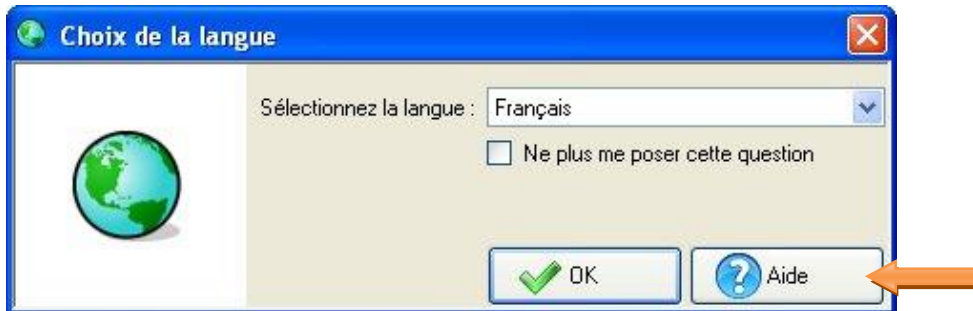 Choix de la langue
Sélectionnez la langue : Français
Ne plus me poser cette question
OK Aide